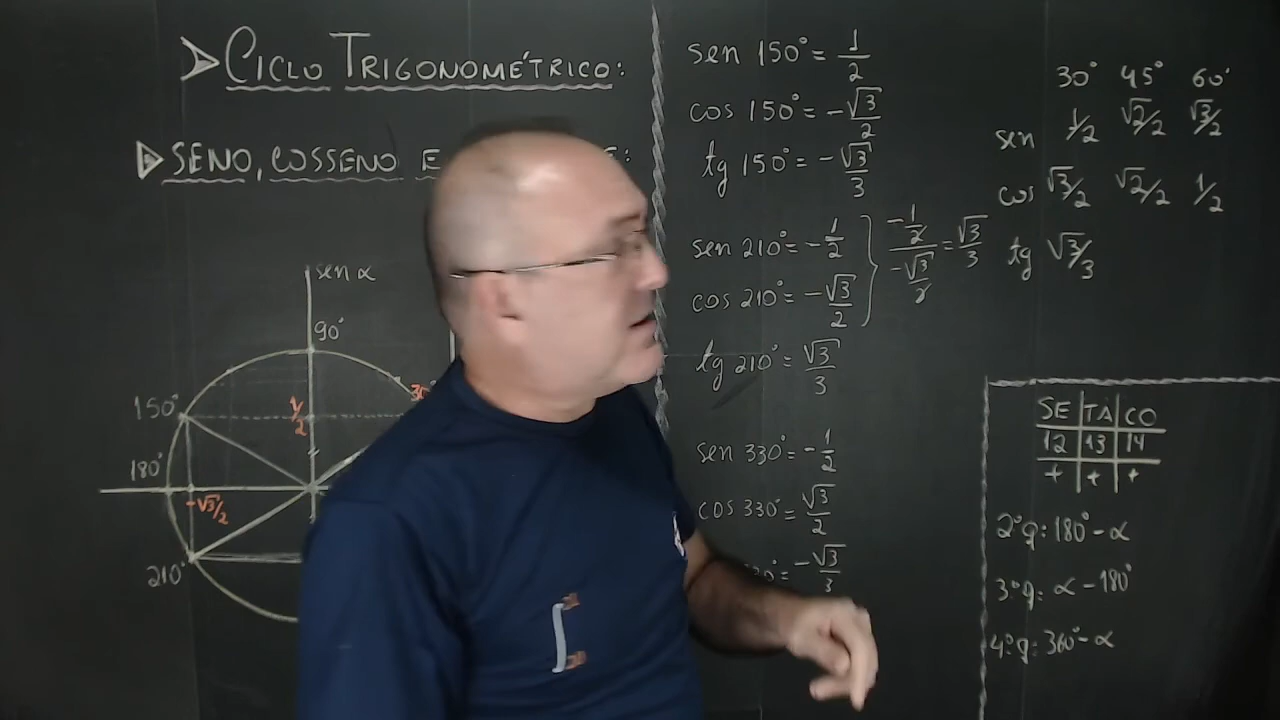 CICLO TRIGONOMÉTRICO:
SENO, COSSENO E
sen α
90°
150°
1/2
180°
-√3/2
210°
sen 150° = 1/2
cos 150° = -√3/2
tg 150° = -√3/3
sen 210° = -1/2
cos 210° = -√3/2
} -1/2 / -√3/2 = √3/3
tg 210° = √3/3
sen 330° = -1/2
cos 330° = √3/2
30° = -√3/3
30° 45° 60°
sen 1/2 √2/2 √3/2
cos √3/2 √2/2 1/2
tg √3/3
SE TA CO
12 13 14
+ + +
2°q: 180° - α
3°q: α - 180°
4°q: 360° - α